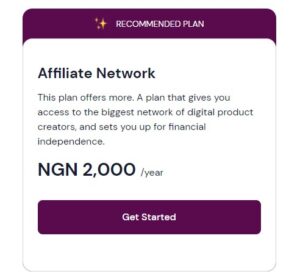 ✨ RECOMMENDED PLAN
Affiliate Network
This plan offers more. A plan that gives you
access to the biggest network of digital product
creators, and sets you up for financial
independence.
NGN 2,000 /year
Get Started